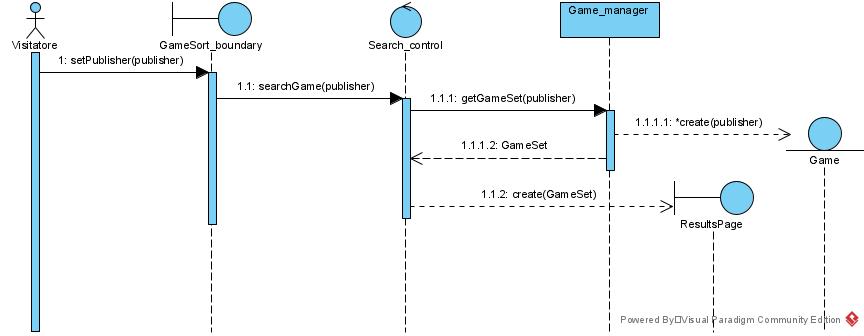 Visitatore
GameSort_boundary
Search_control
Game_manager
1: setPublisher(publisher)
1.1: searchGame(publisher)
1.1.1: getGameSet(publisher)
1.1.1.1: *create(publisher)
Game
1.1.1.2: GameSet
1.1.2: create(GameSet)
ResultsPage
Powered By Visual Paradigm Community Edition